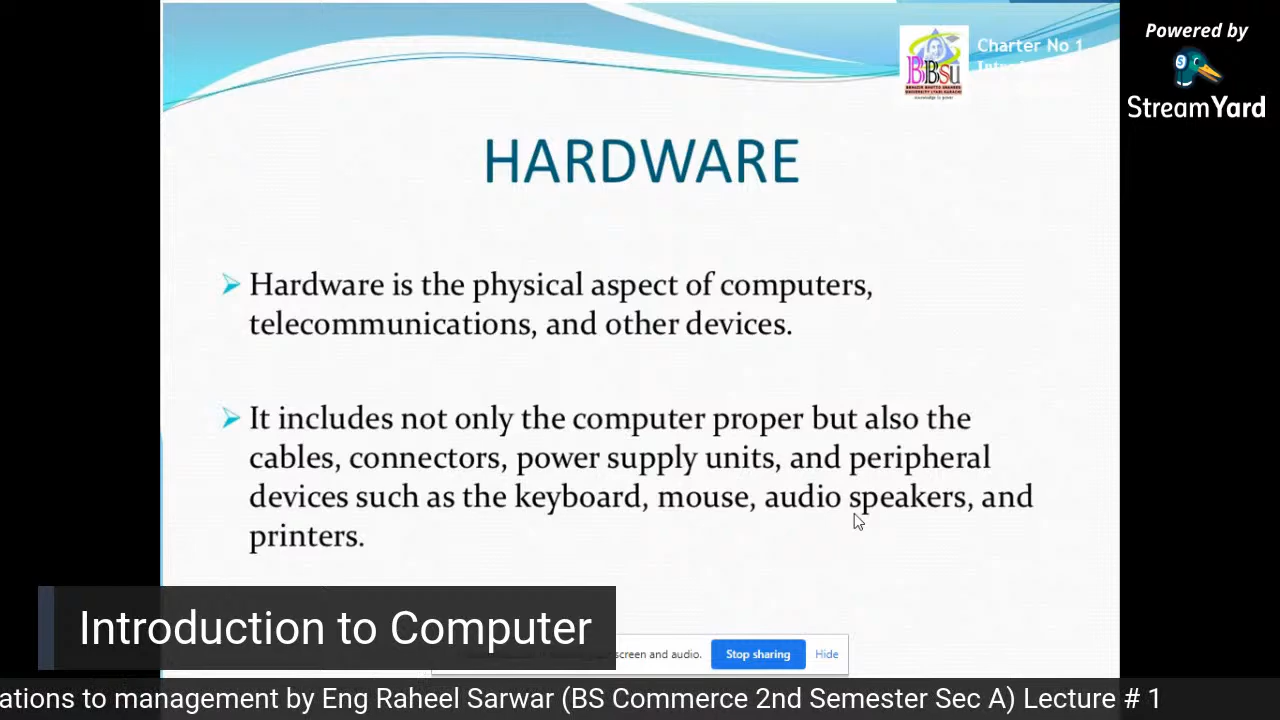 Powered by
StreamYard
Charter No 1
BBSU
HARDWARE
Hardware is the physical aspect of computers,
telecommunications, and other devices.
It includes not only the computer proper but also the
cables, connectors, power supply units, and peripheral
devices such as the keyboard, mouse, audio speakers, and
printers.
Introduction to Computer
screen and audio.
Stop sharing
Hide
ations to management by Eng Raheel Sarwar (BS Commerce 2nd Semester Sec A) Lecture # 1